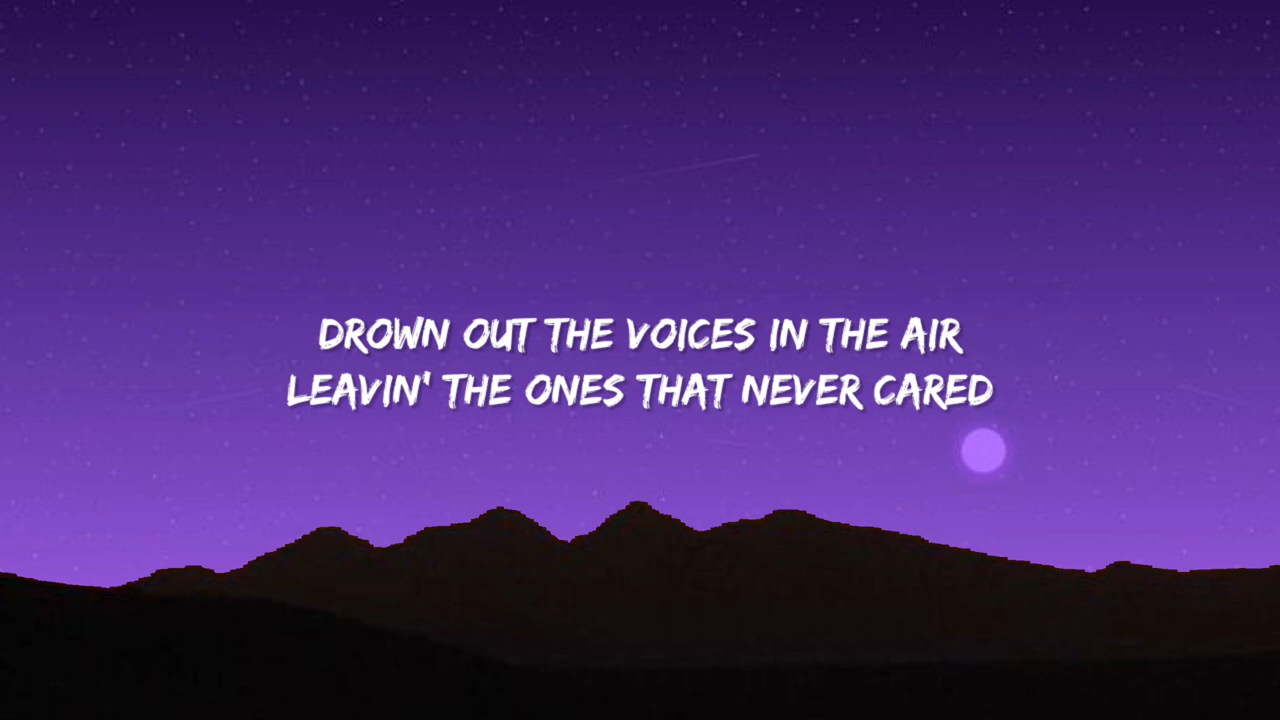 DROWN OUT THE VOICES IN THE AIR
LEAVIN' THE ONES THAT NEVER CARED